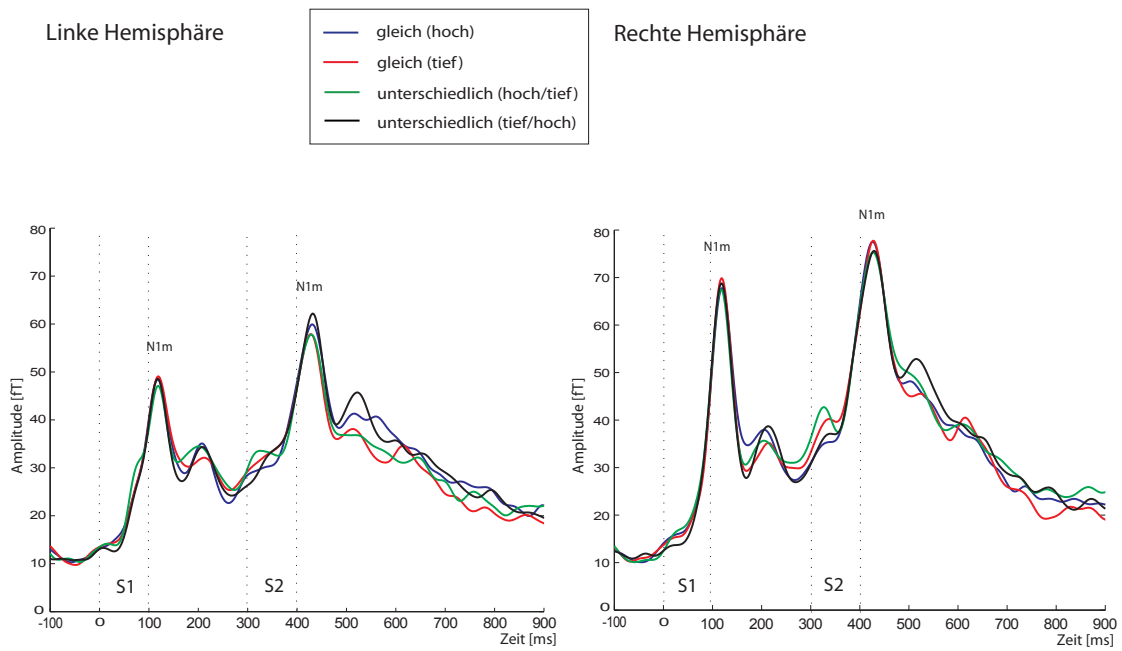 Linke Hemisphäre
gleich (hoch)
gleich (tief)
unterschiedlich (hoch/tief)
unterschiedlich (tief/hoch)
Rechte Hemisphäre
Amplitude [fT]
80
70
60
50
40
30
20
10
0
N1m
N1m
S1
S2
-100 0 100 200 300 400 500 600 700 800 900
Zeit [ms]
Amplitude [fT]
80
70
60
50
40
30
20
10
0
N1m
N1m
S1
S2
-100 0 100 200 300 400 500 600 700 800 900
Zeit [ms]